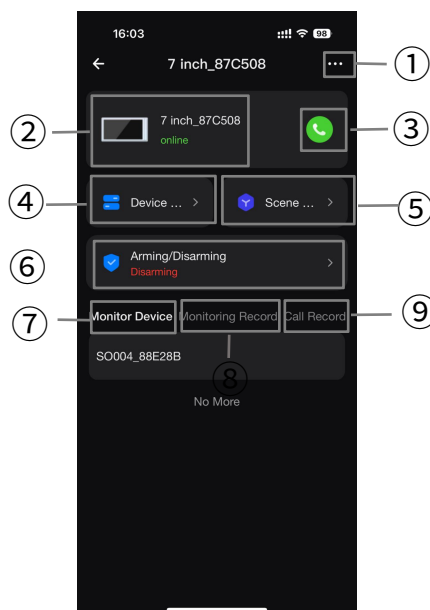 16:03 98
7 inch_87C508 ... ①
② 7 inch_87C508 ③
online
④ Device ... > Scene ... > ⑤
⑥ Arming/Disarming >
Disarming
⑦ Monitor Device Monitoring Record Call Record ⑨
SO004_88E28B ⑧
No More